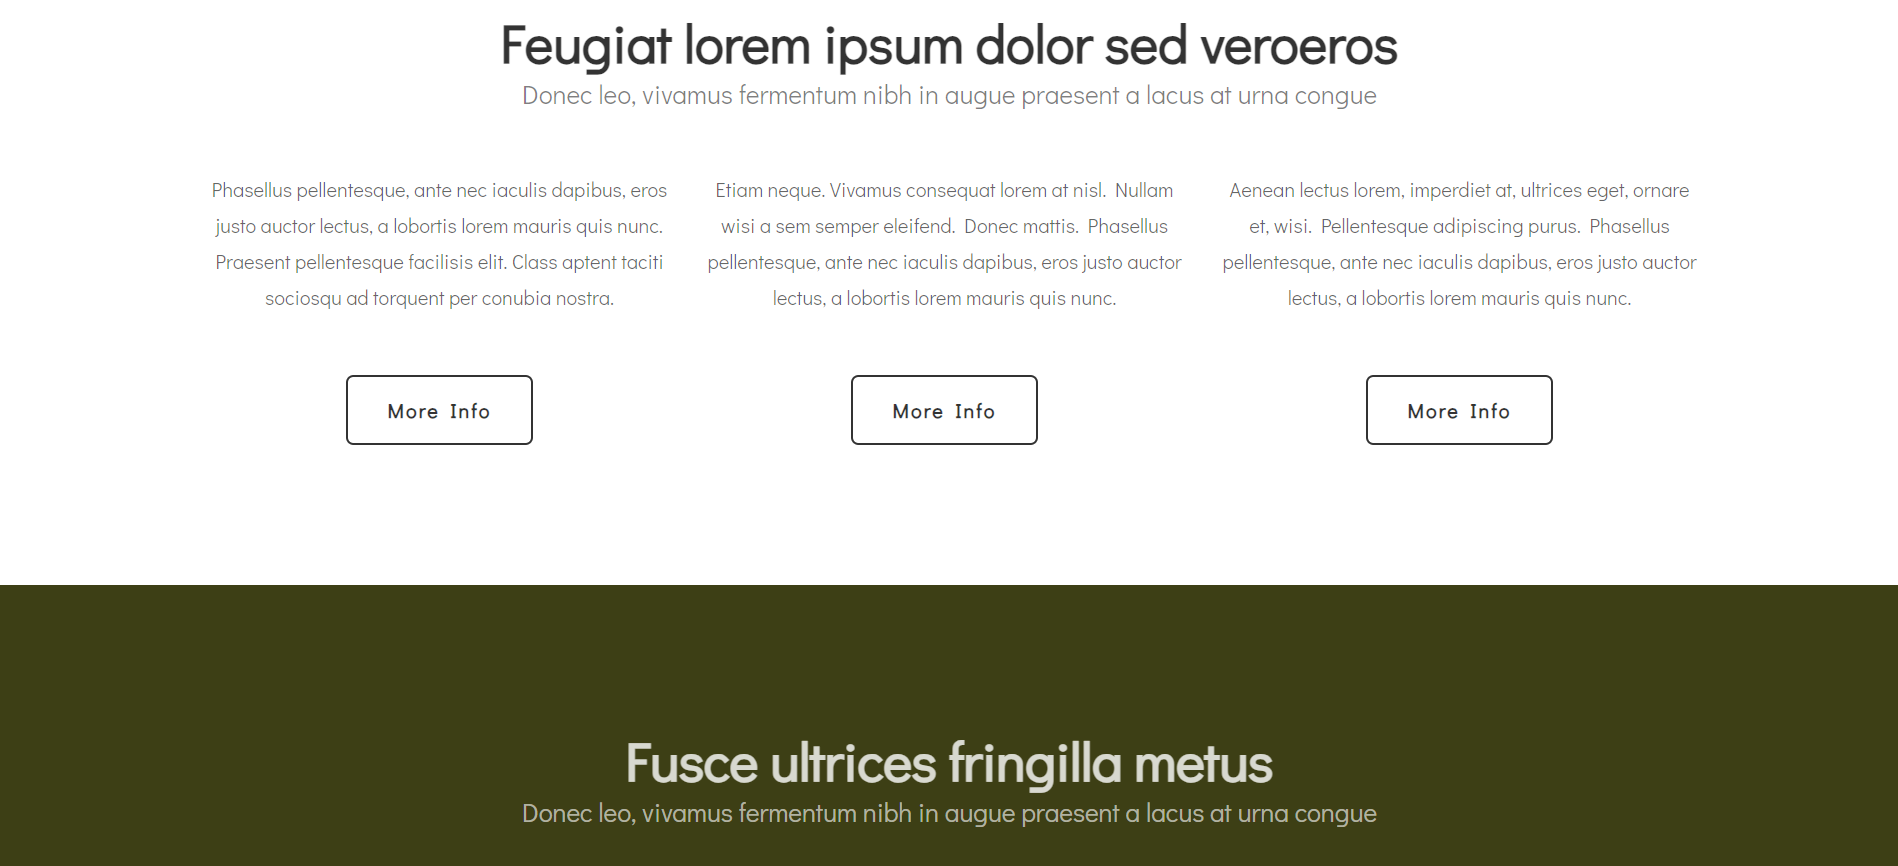 Feugiat lorem ipsum dolor sed veroeros
Donec leo, vivamus fermentum nibh in augue praesent a lacus at urna congue
Phasellus pellentesque, ante nec iaculis dapibus, eros
justo auctor lectus, a lobortis lorem mauris quis nunc.
Praesent pellentesque facilisis elit. Class aptent taciti
sociosqu ad torquent per conubia nostra.
More Info
Etiam neque. Vivamus consequat lorem at nisl. Nullam
wisi a sem semper eleifend. Donec mattis. Phasellus
pellentesque, ante nec iaculis dapibus, eros justo auctor
lectus, a lobortis lorem mauris quis nunc.
More Info
Aenean lectus lorem, imperdiet at, ultrices eget, ornare
et, wisi. Pellentesque adipiscing purus. Phasellus
pellentesque, ante nec iaculis dapibus, eros justo auctor
lectus, a lobortis lorem mauris quis nunc.
More Info
Fusce ultrices fringilla metus
Donec leo, vivamus fermentum nibh in augue praesent a lacus at urna congue